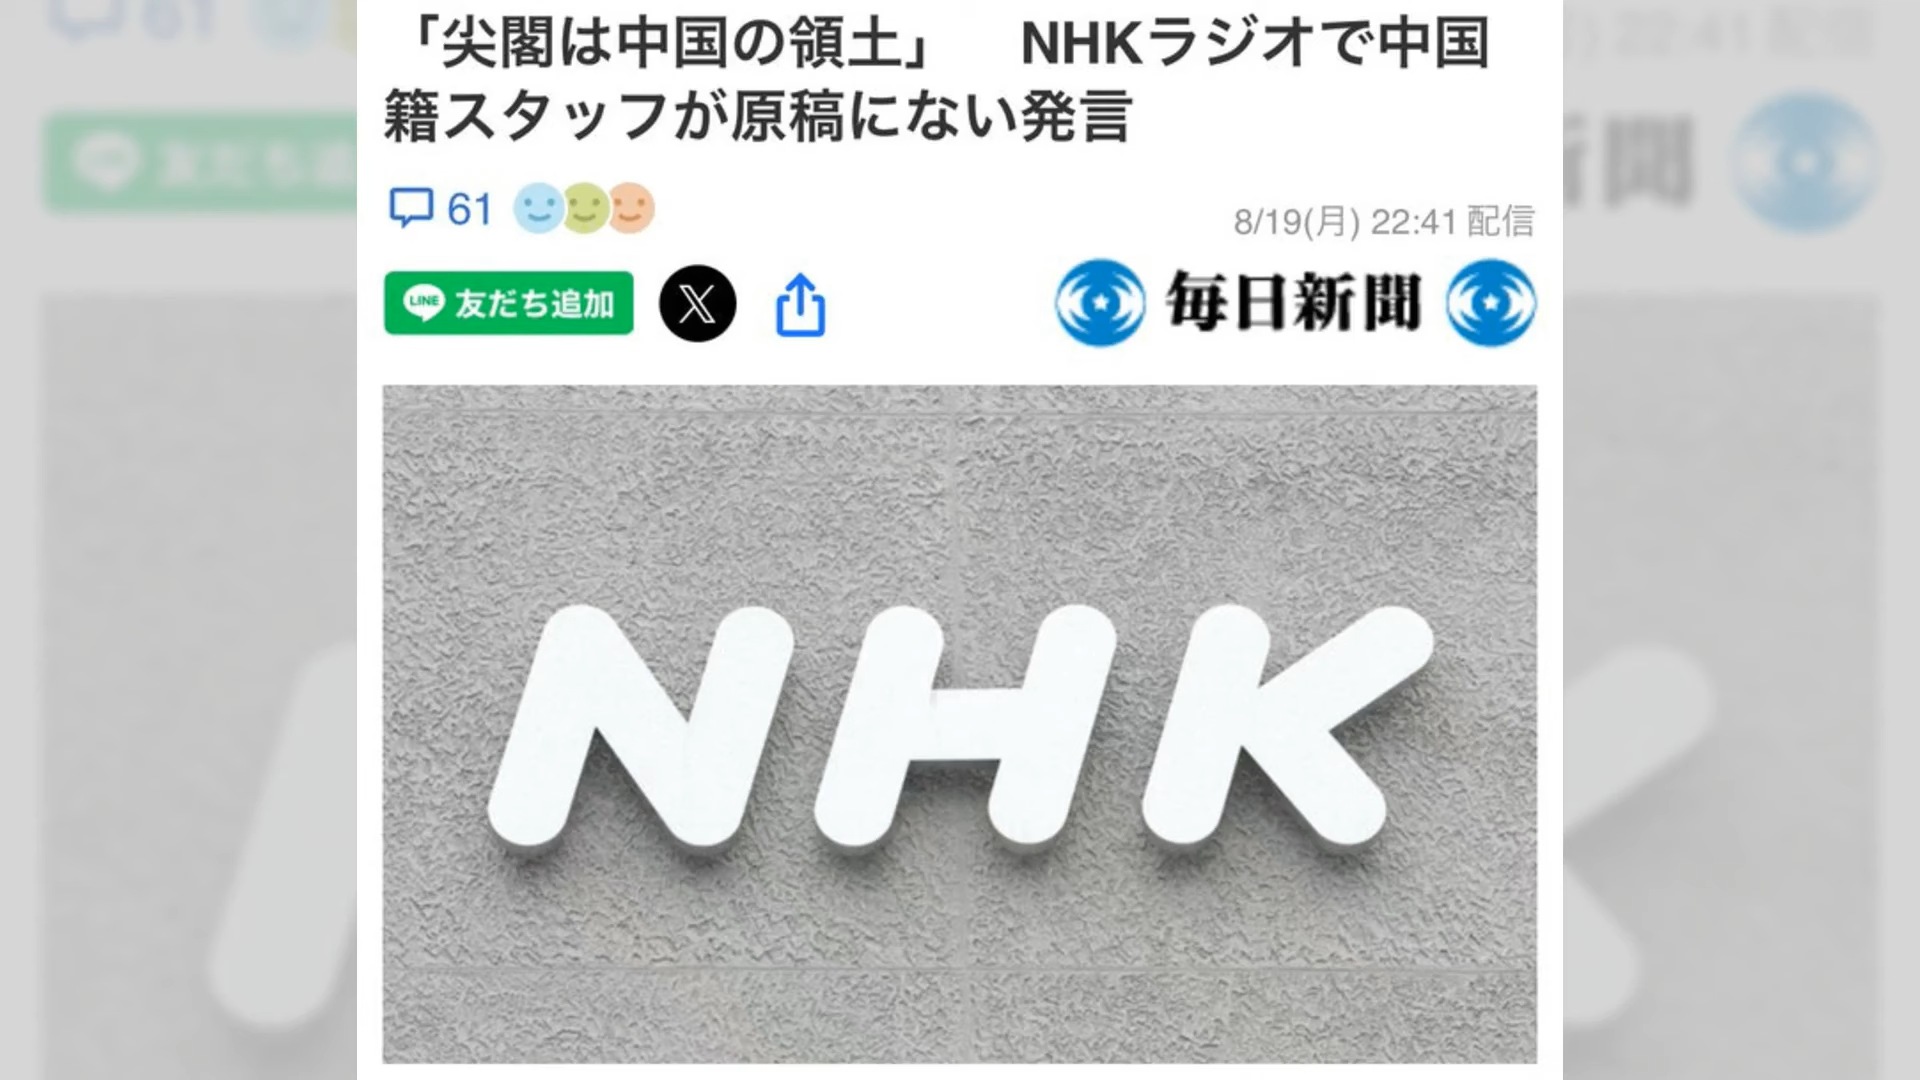 「尖閣は中国の領土」　NHKラジオで中国
籍スタッフが原稿にない発言
61
8/19(月) 22:41 配信
LINE 友だち追加
X
毎日新聞
NHK